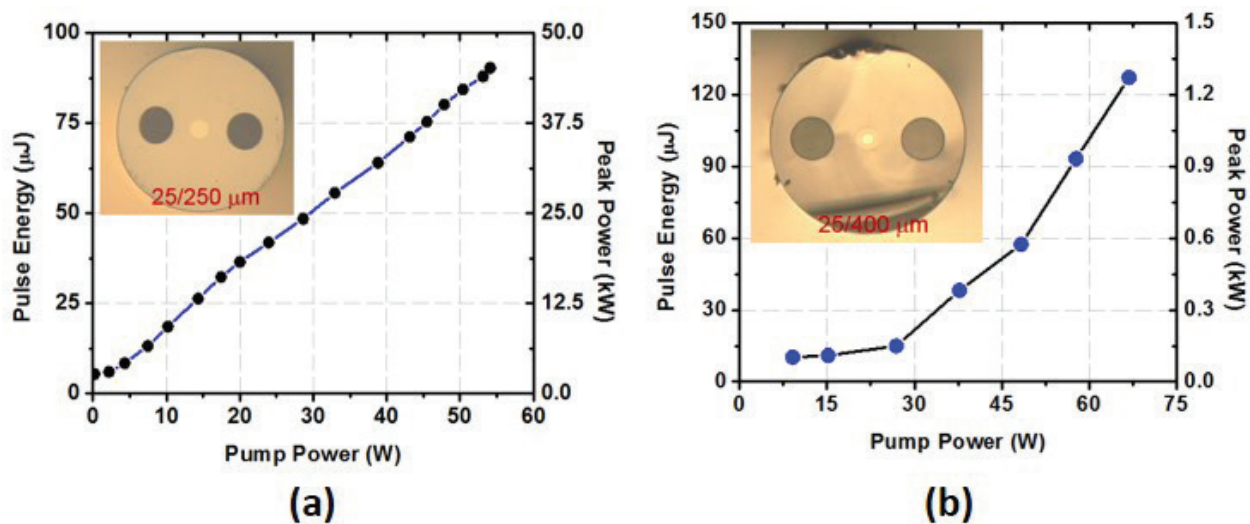 100
75
50
25
0
Pulse Energy (μJ)
50.0
37.5
25.0
12.5
0.0
Peak Power (kW)
25/250 μm
0 10 20 30 40 50 60
Pump Power (W)
(a)
150
120
90
60
30
0
Pulse Energy (μJ)
1.5
1.2
0.9
0.6
0.3
0.0
Peak Power (kW)
25/400 μm
0 15 30 45 60 75
Pump Power (W)
(b)